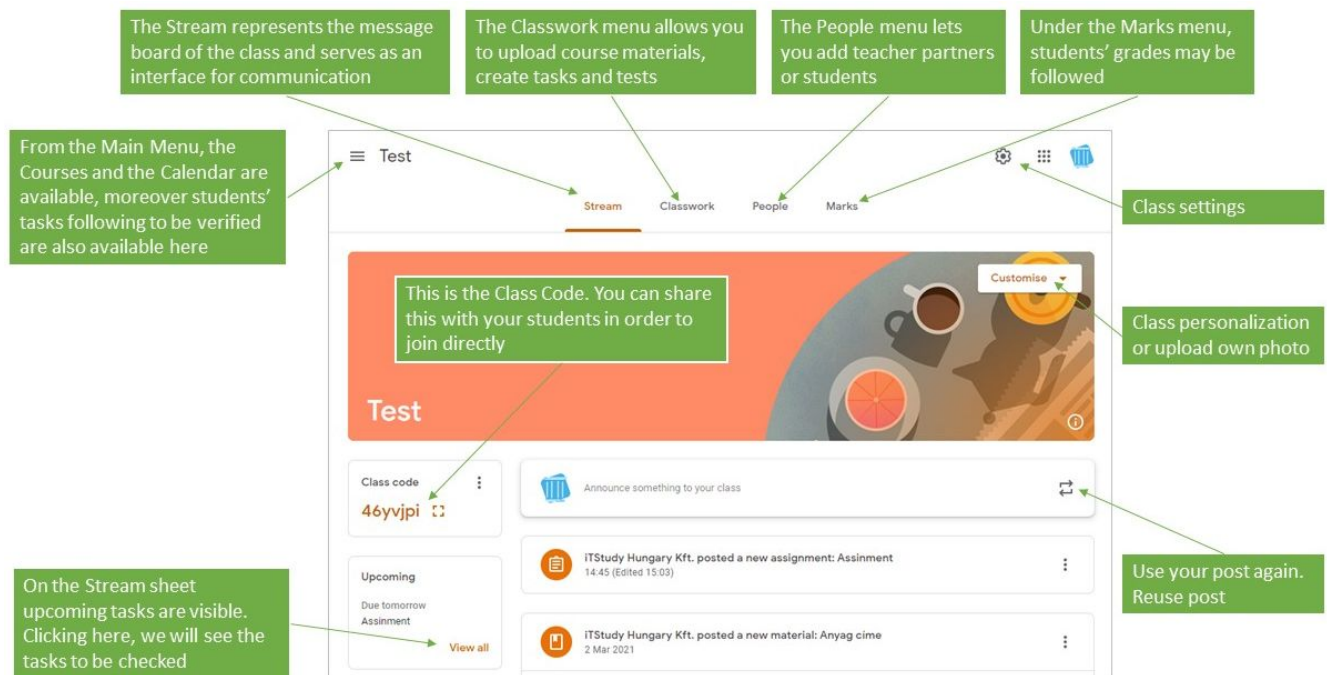 The Stream represents the message
board of the class and serves as an
interface for communication
The Classwork menu allows you
to upload course materials,
create tasks and tests
The People menu lets
you add teacher partners
or students
Under the Marks menu,
students' grades may be
followed
From the Main Menu, the
Courses and the Calendar are
available, moreover students'
tasks following to be verified
are also available here
Test
Stream
Classwork
People
Marks
Class settings
Customise
This is the Class Code. You can share
this with your students in order to
join directly
Class personalization
or upload own photo
Test
Class code
46yvjpi
Announce something to your class
iTStudy Hungary Kft. posted a new assignment: Assinment
14:45 (Edited 15:03)
Use your post again.
Reuse post
On the Stream sheet
upcoming tasks are visible.
Clicking here, we will see the
tasks to be checked
Upcoming
Due tomorrow
Assinment
View all
iTStudy Hungary Kft. posted a new material: Anyag címe
2 Mar 2021